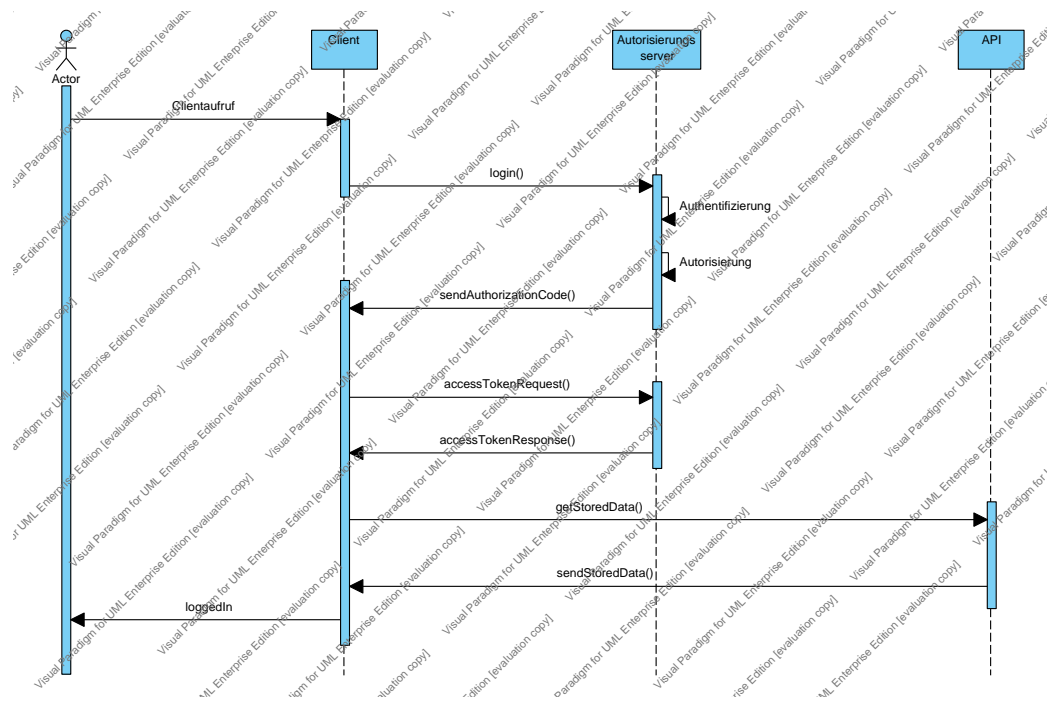 Client
Autorisierungs
server
API
Actor
Clientaufruf
login()
Authentifizierung
Autorisierung
sendAuthorizationCode()
accessTokenRequest()
accessTokenResponse()
getStoredData()
sendStoredData()
loggedIn
Visual Paradigm for UML Enterprise Edition [evaluation copy]